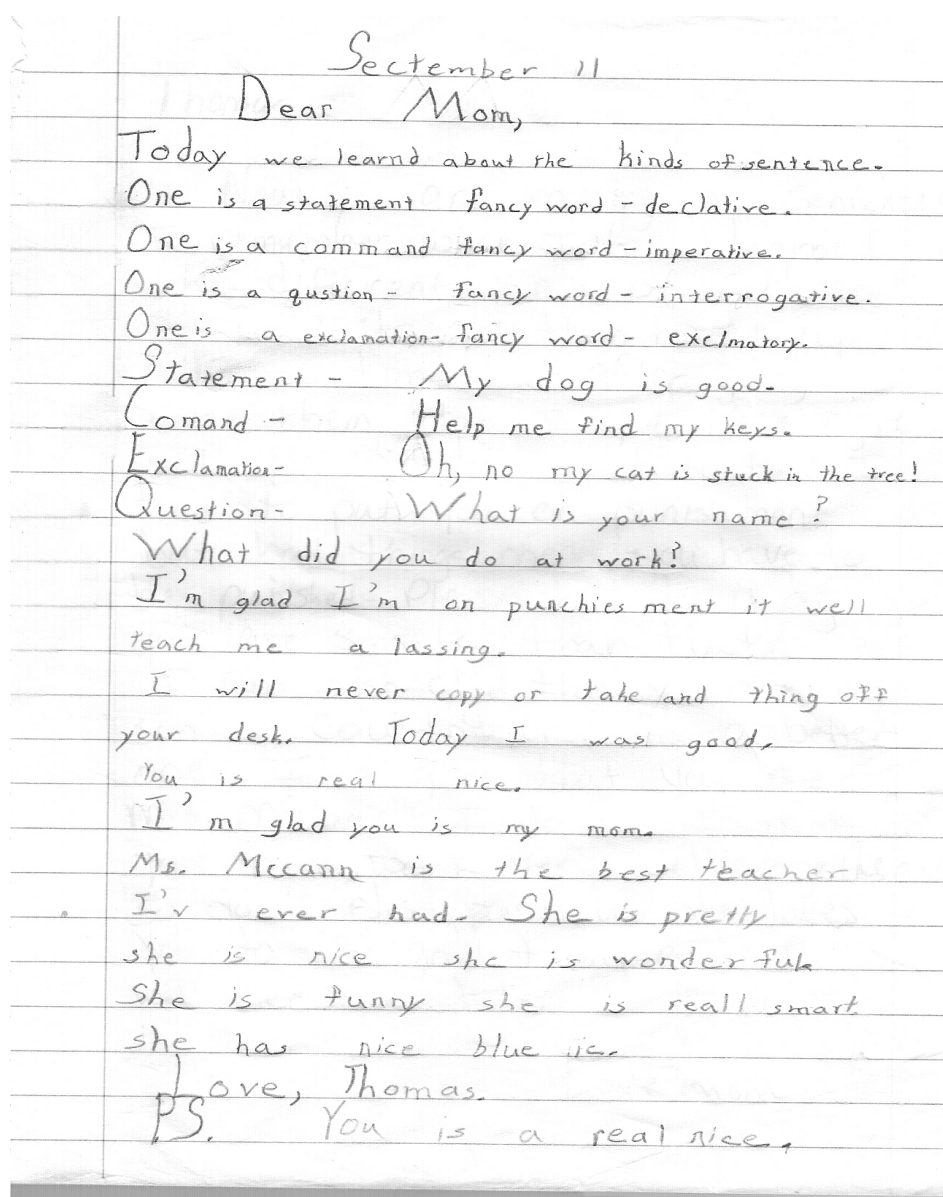 Sectember 11
Dear Mom,
Today we learnd about the kinds of sentence.
One is a statement fancy word - declative.
One is a command fancy word - imperative.
One is a qustion - fancy word - interrogative.
One is a exclamation - fancy word - exclmatory.
Statement - My dog is good.
Comand - Help me find my keys.
Exclamation - Oh, no my cat is stuck in the tree!
Question - What is your name?
What did you do at work?
I'm glad I'm on punchies ment it well
teach me a lassing.
I will never copy or take and thing off
your desk. Today I was good,
You is real nice.
I'm glad you is my mom.
Ms. Mccann is the best teacher
I'v ever had. She is pretty
she is nice she is wonderful.
She is funny she is reall smart.
she has nice blue ic.
Love, Thomas.
PS. You is a real nice,